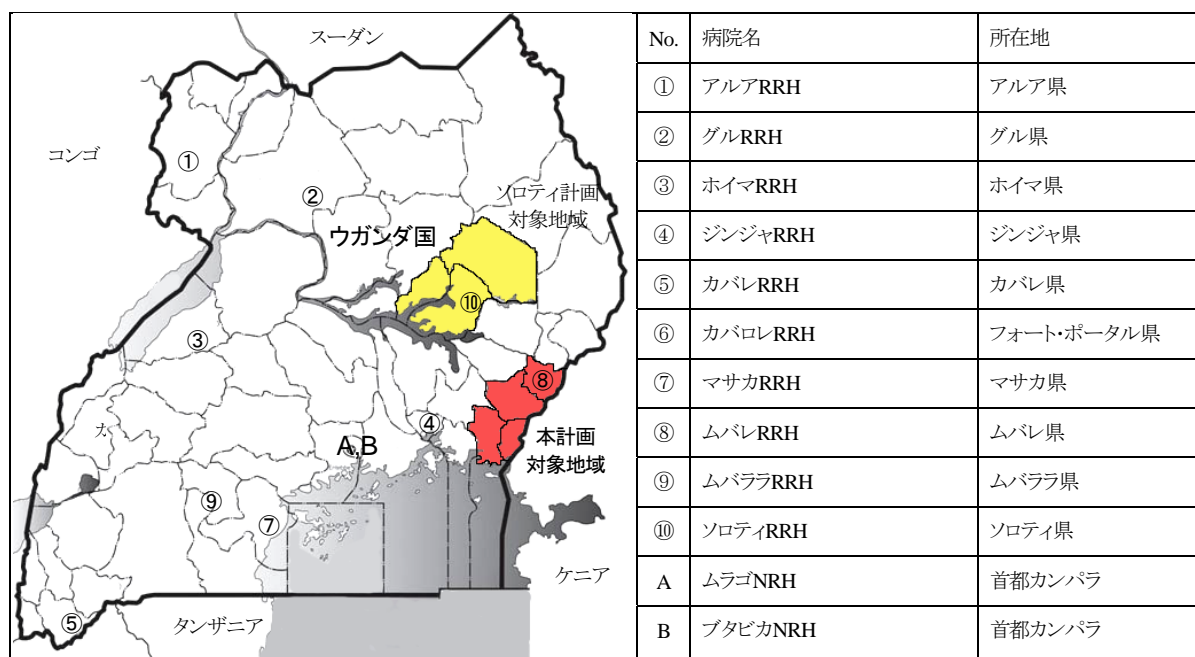 スーダン
コンゴ
①
②
ソロティ計画
対象地域
ウガンダ国
⑩
③
⑧
カ
④
A,B
本計画
対象地域
⑨
⑦
ケニア
⑤
タンザニア
No. 病院名 所在地
① アルアRRH アルア県
② グルRRH グル県
③ ホイマRRH ホイマ県
④ ジンジャRRH ジンジャ県
⑤ カバレRRH カバレ県
⑥ カバロレRRH フォート・ポータル県
⑦ マサカRRH マサカ県
⑧ ムバレRRH ムバレ県
⑨ ムバララRRH ムバララ県
⑩ ソロティRRH ソロティ県
A ムラゴNRH 首都カンパラ
B ブタビカNRH 首都カンパラ